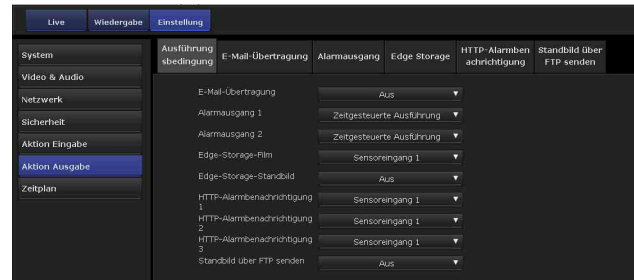 Live Wiedergabe Einstellung
System
Video & Audio
Netzwerk
Sicherheit
Aktion Eingabe
Aktion Ausgabe
Zeitplan
Ausführung
sbedingung
E-Mail-Übertragung
Alarmausgang
Edge Storage
HTTP-Alarmben
achrichtigung
Standbild über
FTP senden
E-Mail-Übertragung Aus
Alarmausgang 1 Zeitgesteuerte Ausführung
Alarmausgang 2 Zeitgesteuerte Ausführung
Edge-Storage-Film Sensoreingang 1
Edge-Storage-Standbild Aus
HTTP-Alarmbenachrichtigung
1 Sensoreingang 1
HTTP-Alarmbenachrichtigung
2 Sensoreingang 1
HTTP-Alarmbenachrichtigung
3 Sensoreingang 1
Standbild über FTP senden Aus